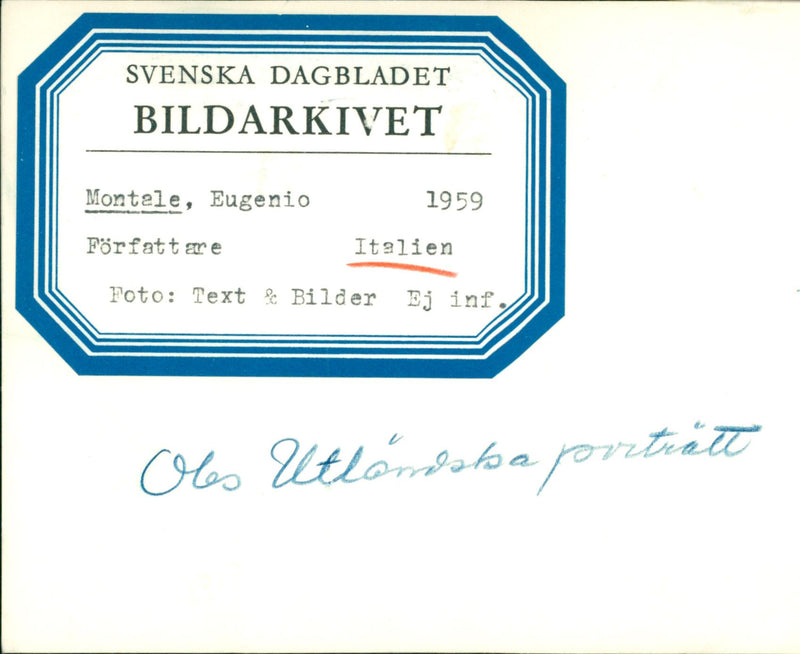 SVENSKA DAGBLADET
BILDARKIVET
Montale, Eugenio 1959
Författare Italien
Foto: Text & Bilder Ej inf.
Obs Utländska porträtt